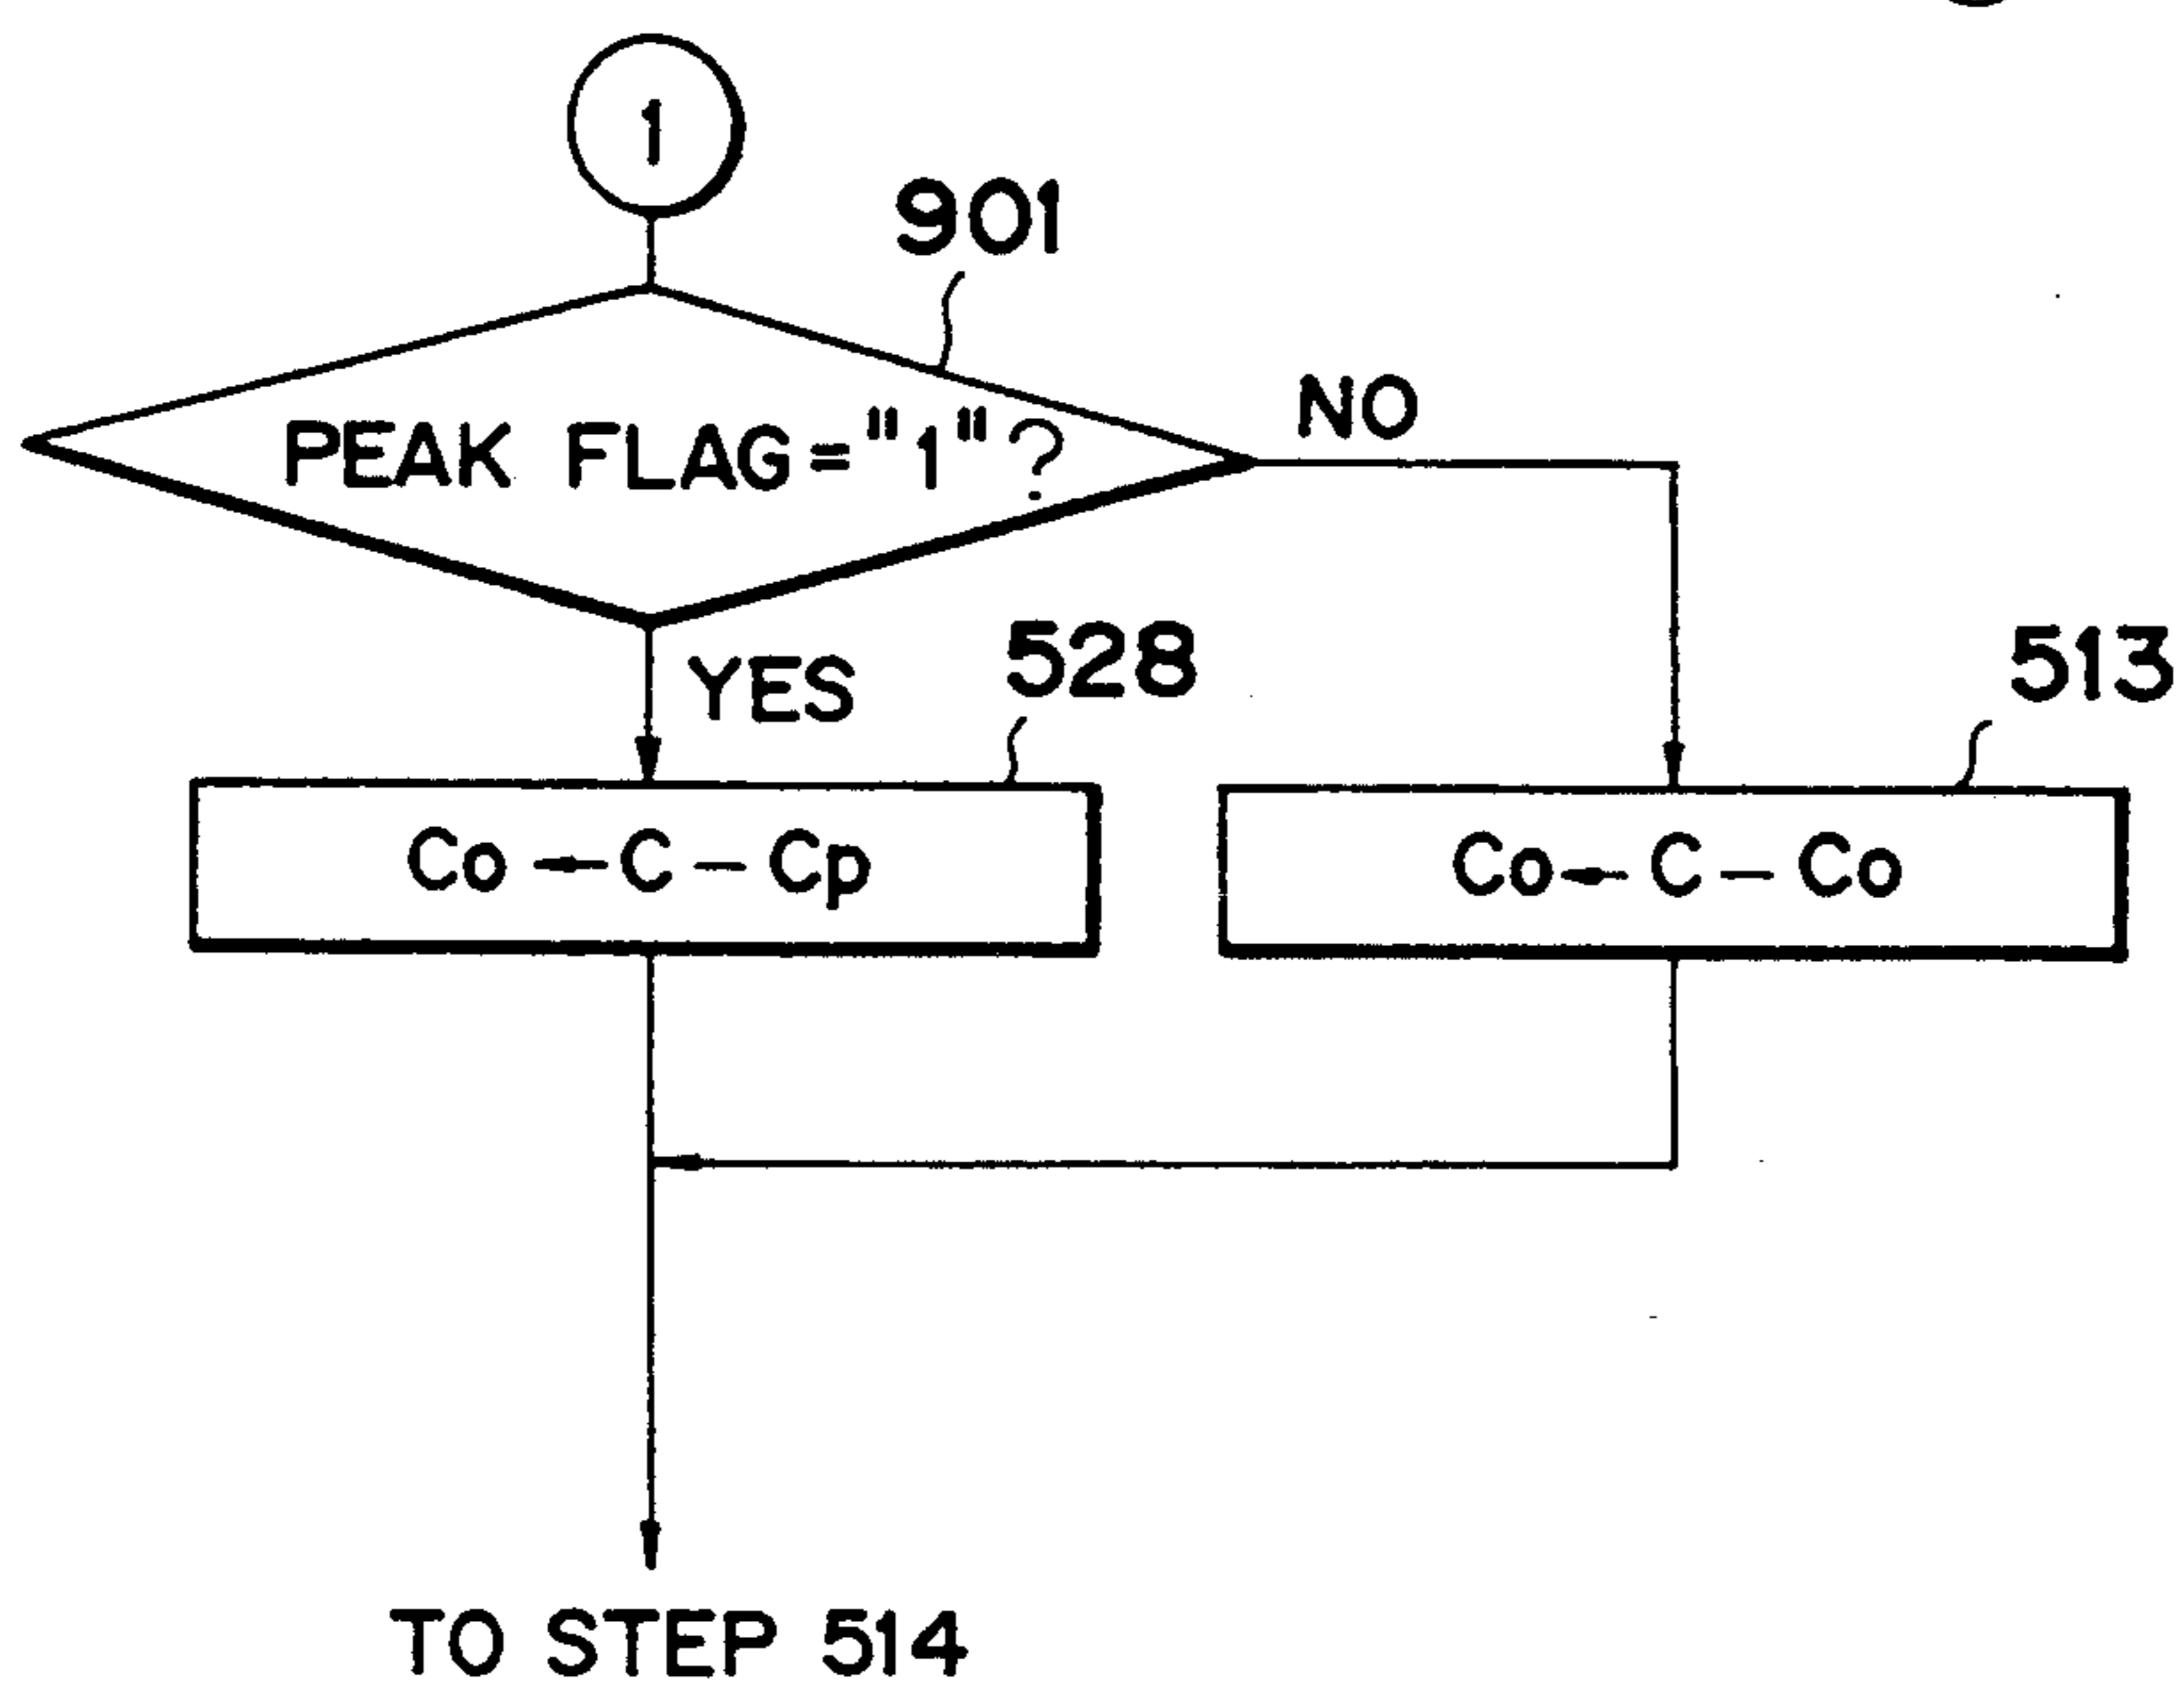 1
901
PEAK FLAG="1"?
NO
YES
528
513
Co ← C − Cp
Co ← C − Co
TO STEP 514